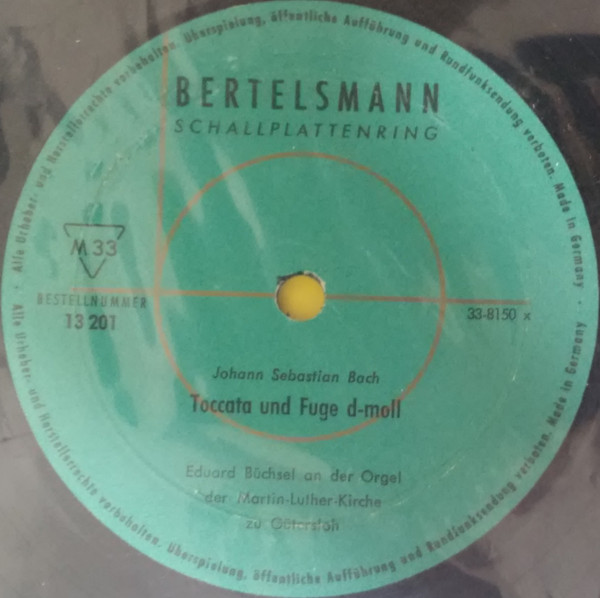 Alle Urheber- und Herstellerrechte vorbehalten. Überspielung, öffentliche Aufführung und Rundfunksendung verboten. Made in Germany ·
BERTELSMANN
SCHALLPLATTENRING
M 33
BESTELLNUMMER
13 201
33-8150 x
Johann Sebastian Bach
Toccata und Fuge d-moll
Eduard Büchsel an der Orgel
der Martin-Luther-Kirche
zu Gütersloh
Alle Urheber- und Herstellerrechte vorbehalten. Überspielung, öffentliche Aufführung und Rundfunksendung verboten. Made in Germany ·